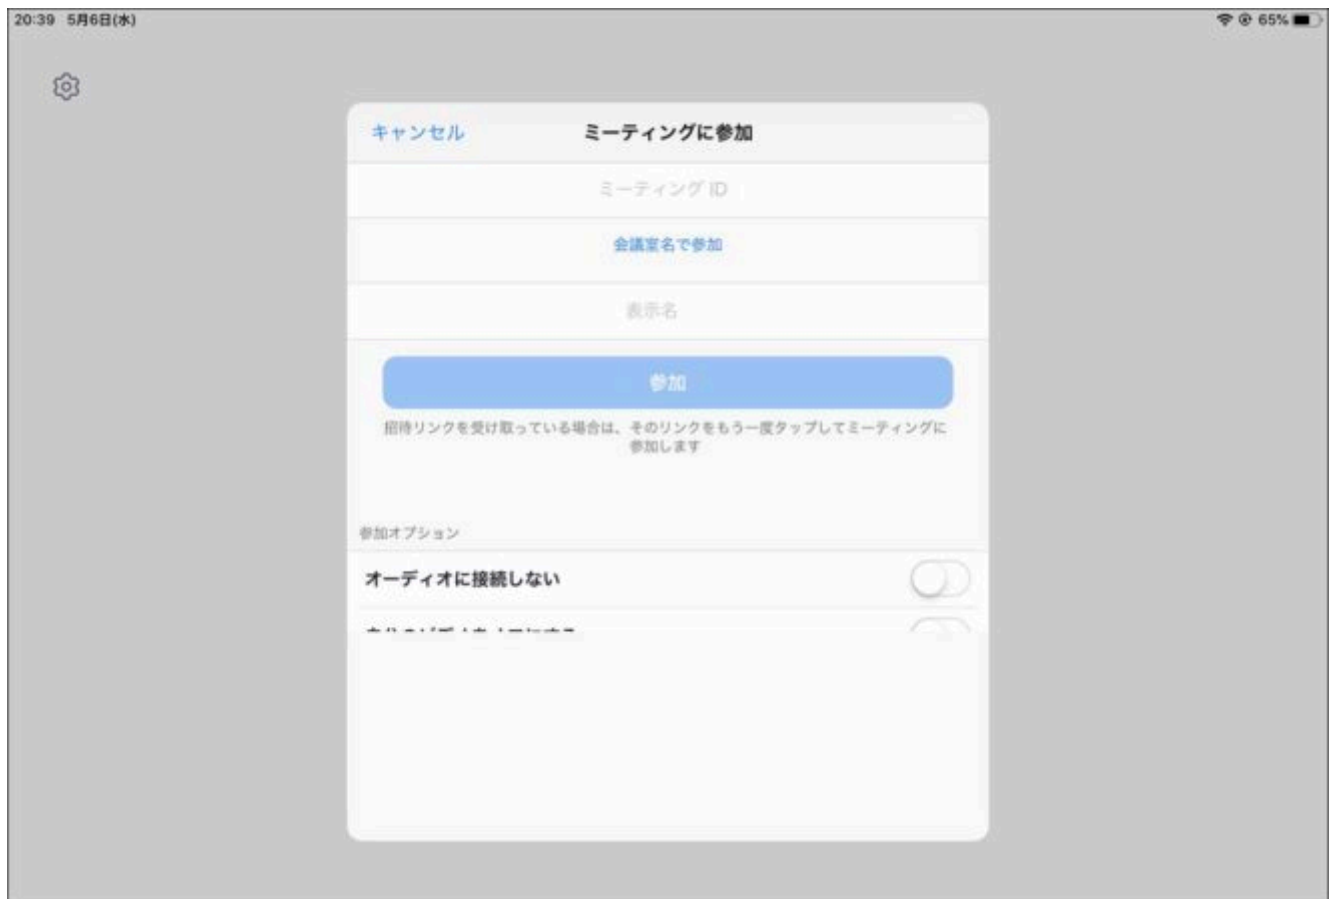 20:39 5月6日(水)
65%
キャンセル
ミーティングに参加
ミーティング ID
会議室名で参加
表示名
参加
招待リンクを受け取っている場合は、そのリンクをもう一度タップしてミーティングに
参加します
参加オプション
オーディオに接続しない